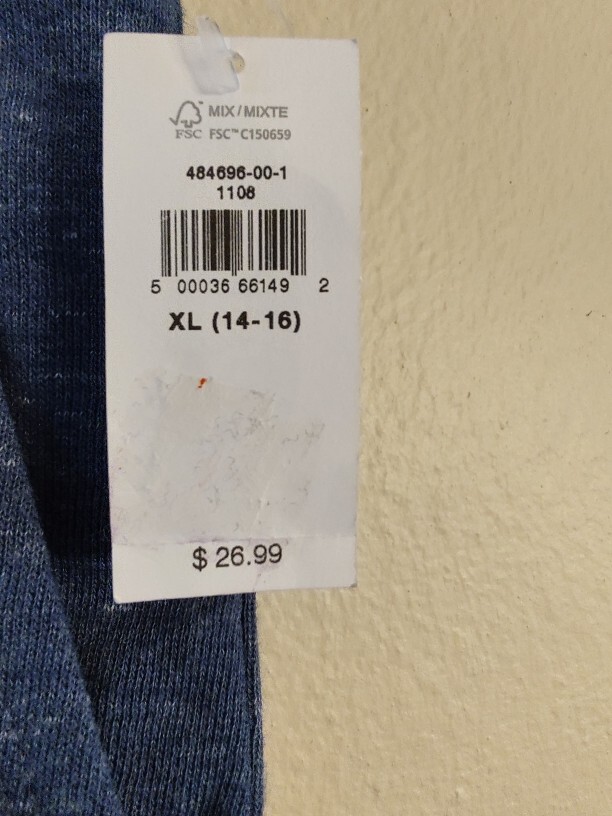 MIX/MIXTE
FSC FSC™ C150659
484696-00-1
1108
5 00036 66149 2
XL (14-16)
$ 26.99